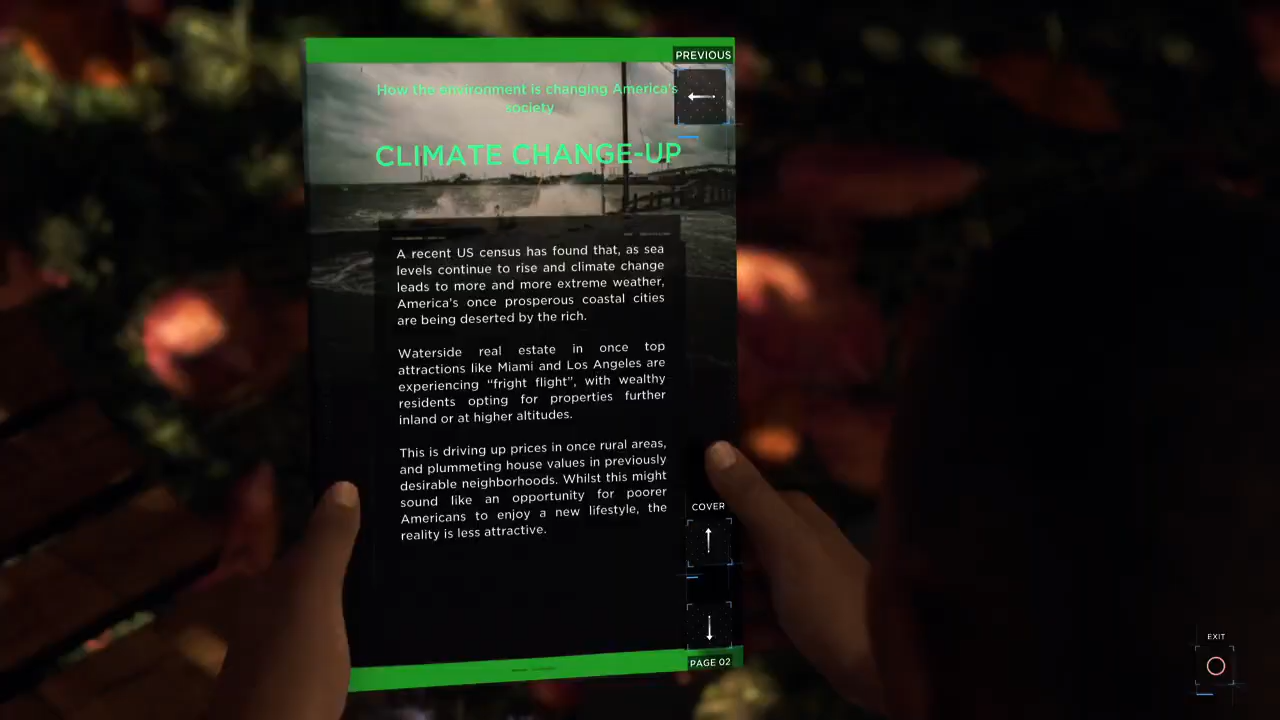 PREVIOUS
How the environment is changing America's
society
CLIMATE CHANGE-UP
A recent US census has found that, as sea
levels continue to rise and climate change
leads to more and more extreme weather,
America's once prosperous coastal cities
are being deserted by the rich.
Waterside real estate in once top
attractions like Miami and Los Angeles are
experiencing "fright flight", with wealthy
residents opting for properties further
inland or at higher altitudes.
This is driving up prices in once rural areas,
and plummeting house values in previously
desirable neighborhoods. Whilst this might
sound like an opportunity for poorer
Americans to enjoy a new lifestyle, the
reality is less attractive.
COVER
PAGE 02
EXIT